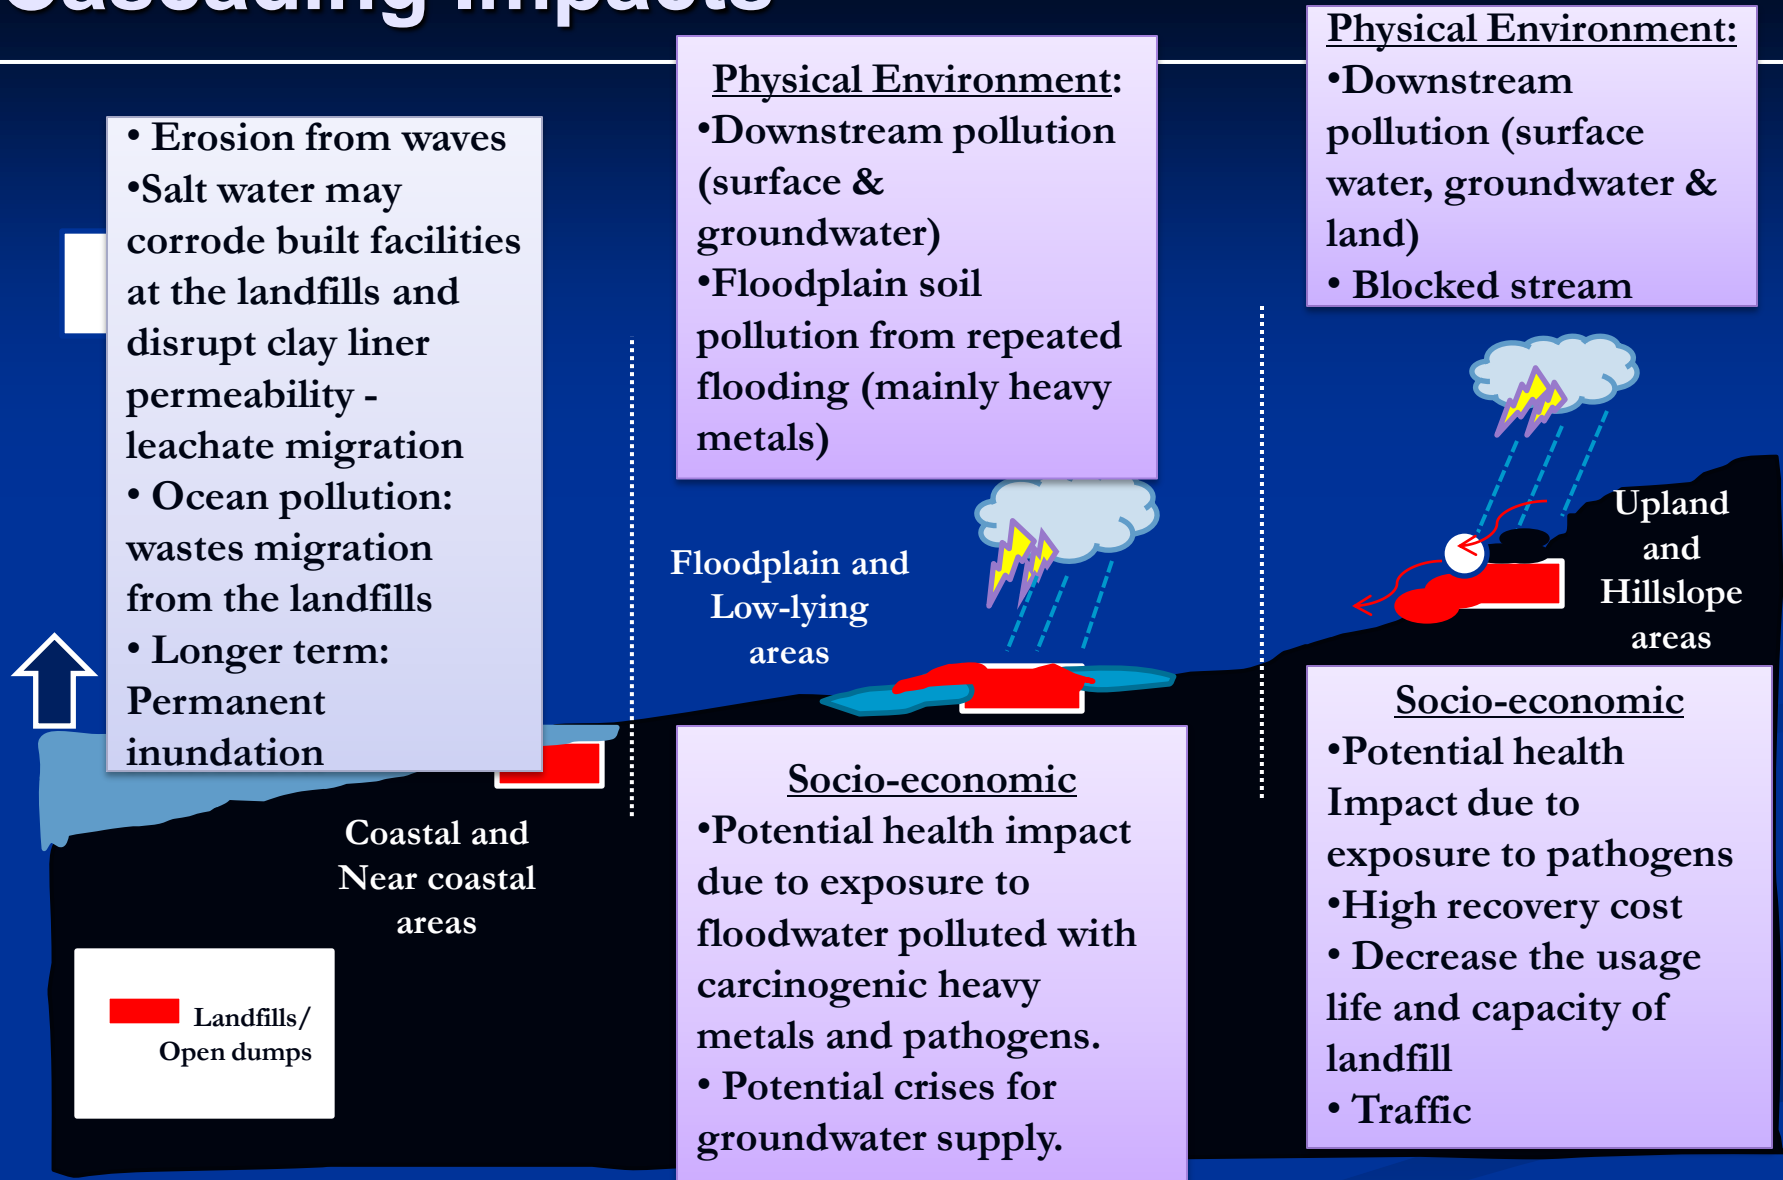 Cascading Impacts
• Erosion from waves
•Salt water may
corrode built facilities
at the landfills and
disrupt clay liner
permeability -
leachate migration
• Ocean pollution:
wastes migration
from the landfills
• Longer term:
Permanent
inundation
Coastal and
Near coastal
areas
Landfills/
Open dumps
Physical Environment:
•Downstream pollution
(surface &
groundwater)
•Floodplain soil
pollution from repeated
flooding (mainly heavy
metals)
Floodplain and
Low-lying
areas
Socio-economic
•Potential health impact
due to exposure to
floodwater polluted with
carcinogenic heavy
metals and pathogens.
• Potential crises for
groundwater supply.
Physical Environment:
•Downstream
pollution (surface
water, groundwater &
land)
• Blocked stream
Upland
and
Hillslope
areas
Socio-economic
•Potential health
Impact due to
exposure to pathogens
•High recovery cost
• Decrease the usage
life and capacity of
landfill
• Traffic